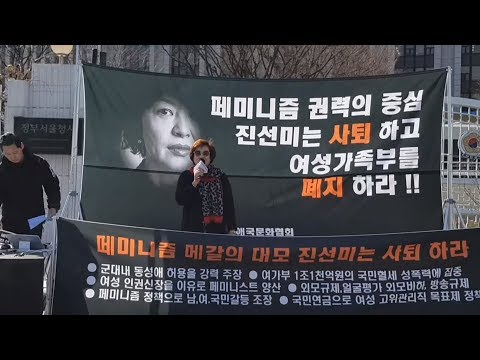 정부서울청사
페미니즘 권력의 중심
진선미는 사퇴 하고
여성가족부를
폐지 하라 !!
애국문화협회
페미니즘 메갈의 대모 진선미는 사퇴 하라
● 군대내 동성애 허용을 강력 주장 ● 여가부 1조1천억원의 국민혈세 성폭력에 집중
● 여성 인권신장을 이유로 페미니스트 양산 ● 외모규제,얼굴평가 외모비하, 방송규제
● 페미니즘 정책으로 남,여.국민갈등 조장 ● 국민연금으로 여성 고위관리직 목표제 정책